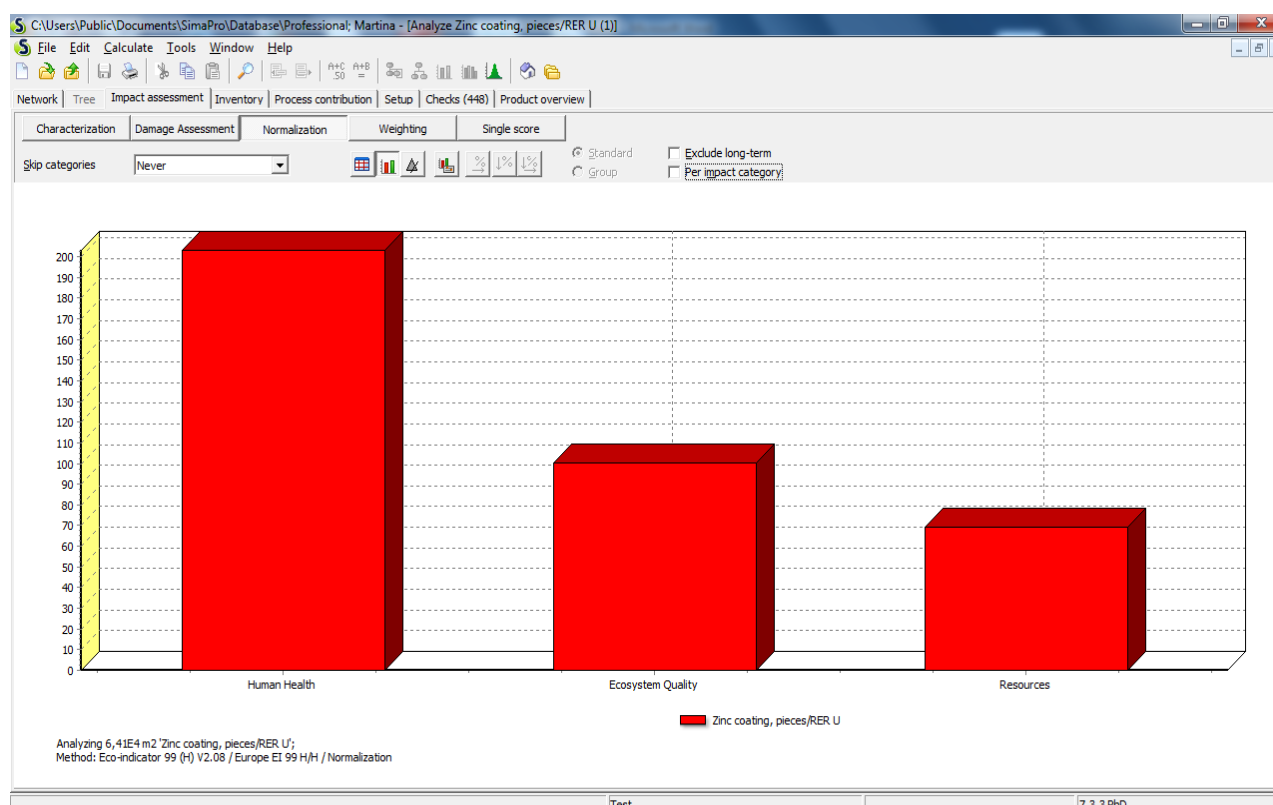 C:\Users\Public\Documents\SimaPro\Database\Professional; Martina - [Analyze Zinc coating, pieces/RER U (1)]
File Edit Calculate Tools Window Help
A+C A+B
50 =
Network Tree Impact assessment Inventory Process contribution Setup Checks (448) Product overview
Characterization Damage Assessment Normalization Weighting Single score
Skip categories Never Standard Exclude long-term
Group Per impact category
200
190
180
170
160
150
140
130
120
110
100
90
80
70
60
50
40
30
20
10
0
Human Health Ecosystem Quality Resources
Zinc coating, pieces/RER U
Analyzing 6,41E4 m2 'Zinc coating, pieces/RER U';
Method: Eco-indicator 99 (H) V2.08 / Europe EI 99 H/H / Normalization
Test 7.3.3 PhD